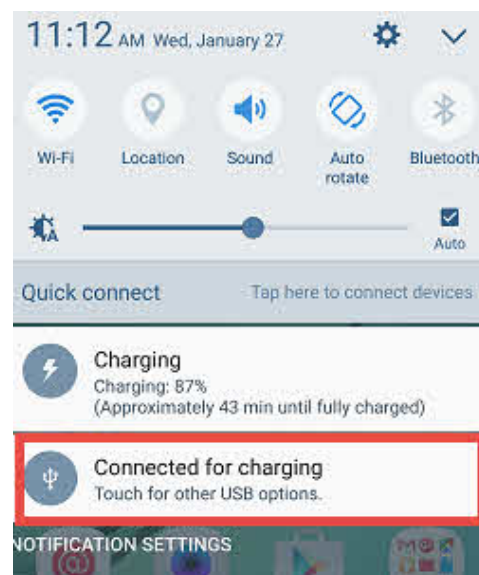 11:12 AM Wed, January 27
Wi-Fi Location Sound Auto rotate Bluetooth
A
Auto
Quick connect Tap here to connect devices
Charging
Charging: 87%
(Approximately 43 min until fully charged)
Connected for charging
Touch for other USB options.
NOTIFICATION SETTINGS